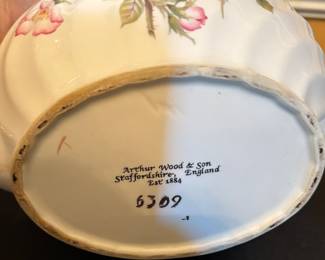 Arthur Wood & Son
Staffordshire, England
Est 1884
6309